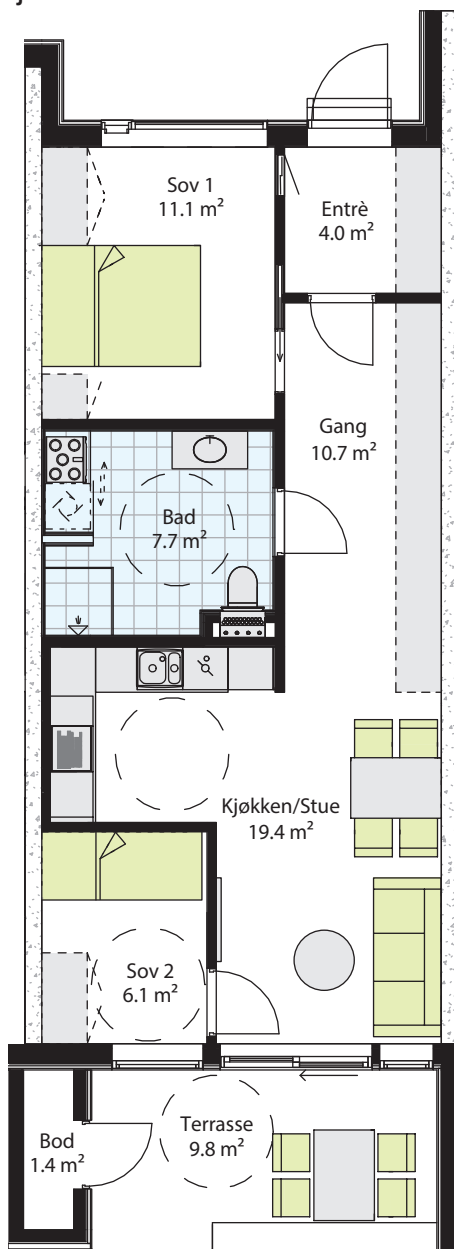 Sov 1
11.1 m²
Entrè
4.0 m²
Gang
10.7 m²
Bad
7.7 m²
Kjøkken/Stue
19.4 m²
Sov 2
6.1 m²
Terrasse
9.8 m²
Bod
1.4 m²